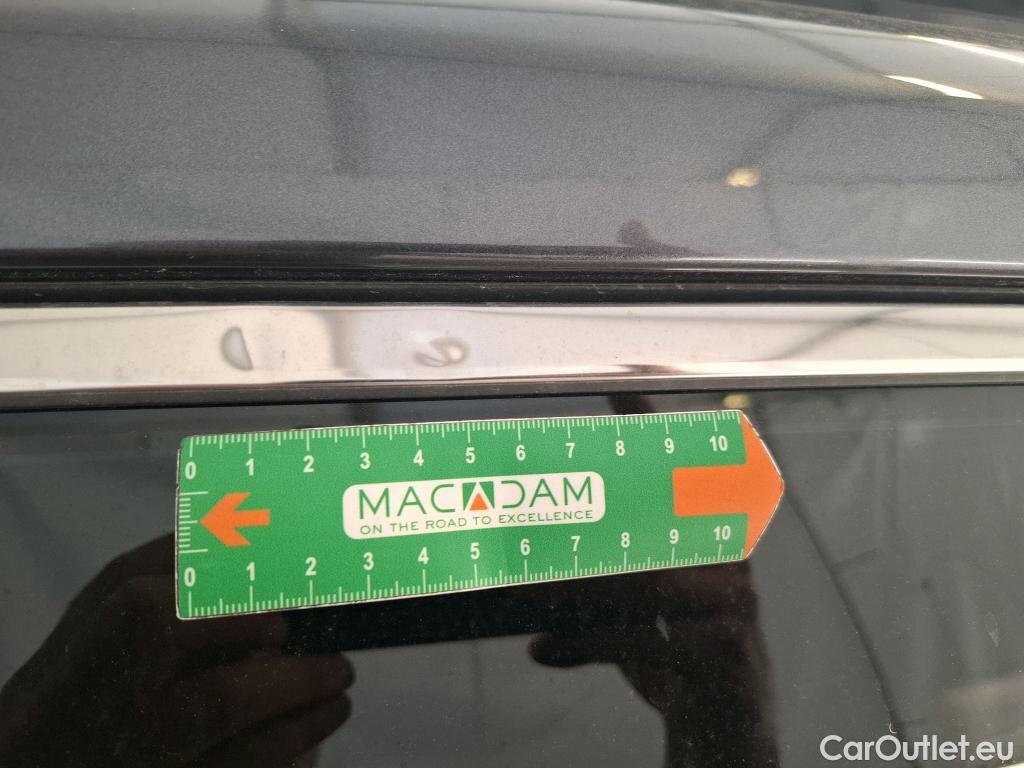 0 1 2 3 4 5 6 7 8 9 10
MACADAM
ON THE ROAD TO EXCELLENCE
0 1 2 3 4 5 6 7 8 9 10
CarOutlet.eu